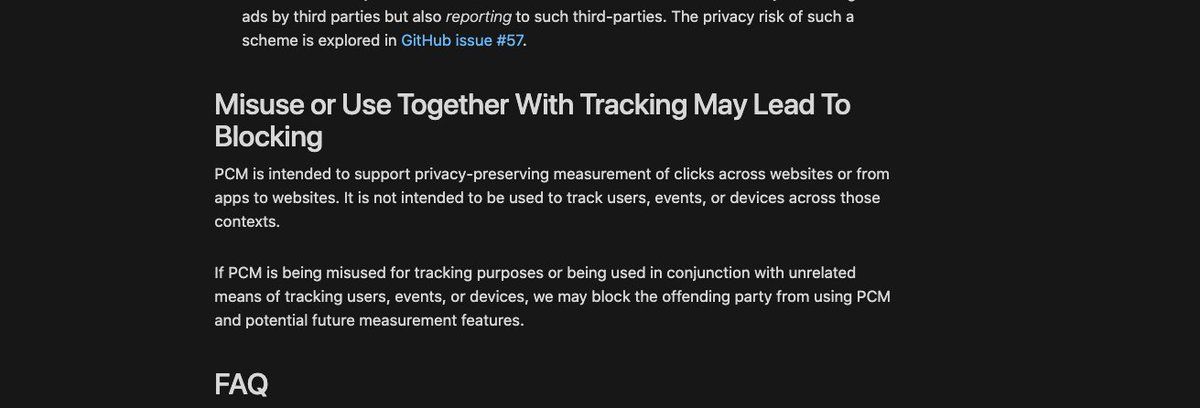 ads by third parties but also reporting to such third-parties. The privacy risk of such a
scheme is explored in GitHub issue #57.
Misuse or Use Together With Tracking May Lead To
Blocking
PCM is intended to support privacy-preserving measurement of clicks across websites or from
apps to websites. It is not intended to be used to track users, events, or devices across those
contexts.
If PCM is being misused for tracking purposes or being used in conjunction with unrelated
means of tracking users, events, or devices, we may block the offending party from using PCM
and potential future measurement features.
FAQ